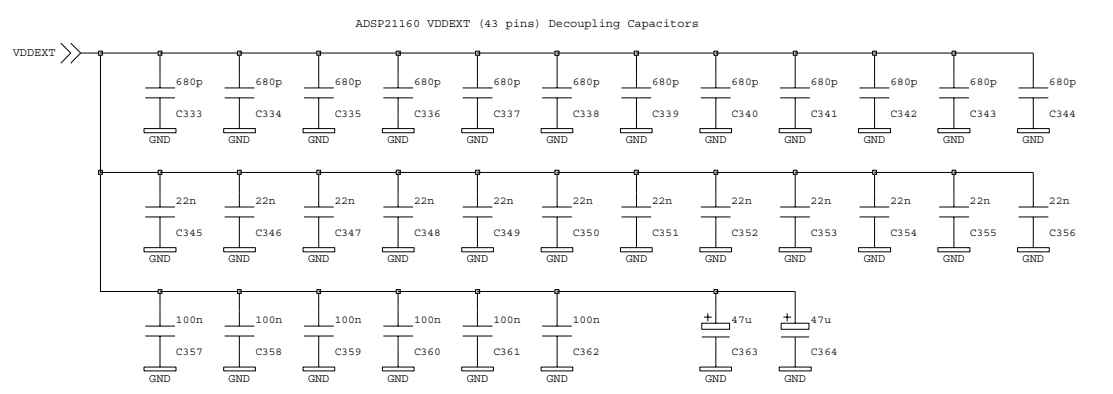 ADSP21160 VDDEXT (43 pins) Decoupling Capacitors
VDDEXT
680p 680p 680p 680p 680p 680p 680p 680p 680p 680p 680p 680p
C333 C334 C335 C336 C337 C338 C339 C340 C341 C342 C343 C344
GND GND GND GND GND GND GND GND GND GND GND GND
22n 22n 22n 22n 22n 22n 22n 22n 22n 22n 22n 22n
C345 C346 C347 C348 C349 C350 C351 C352 C353 C354 C355 C356
GND GND GND GND GND GND GND GND GND GND GND GND
100n 100n 100n 100n 100n 100n + 47u + 47u
C357 C358 C359 C360 C361 C362 C363 C364
GND GND GND GND GND GND GND GND